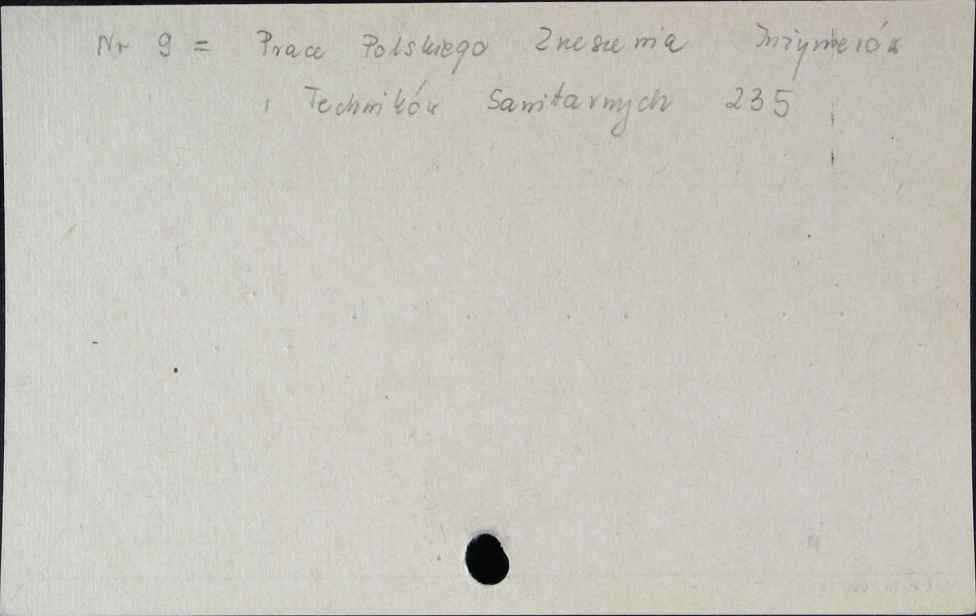 Nr 9 = Prace Polskiego Zrzeszenia Inżynierów
i Techników Sanitarnych 235